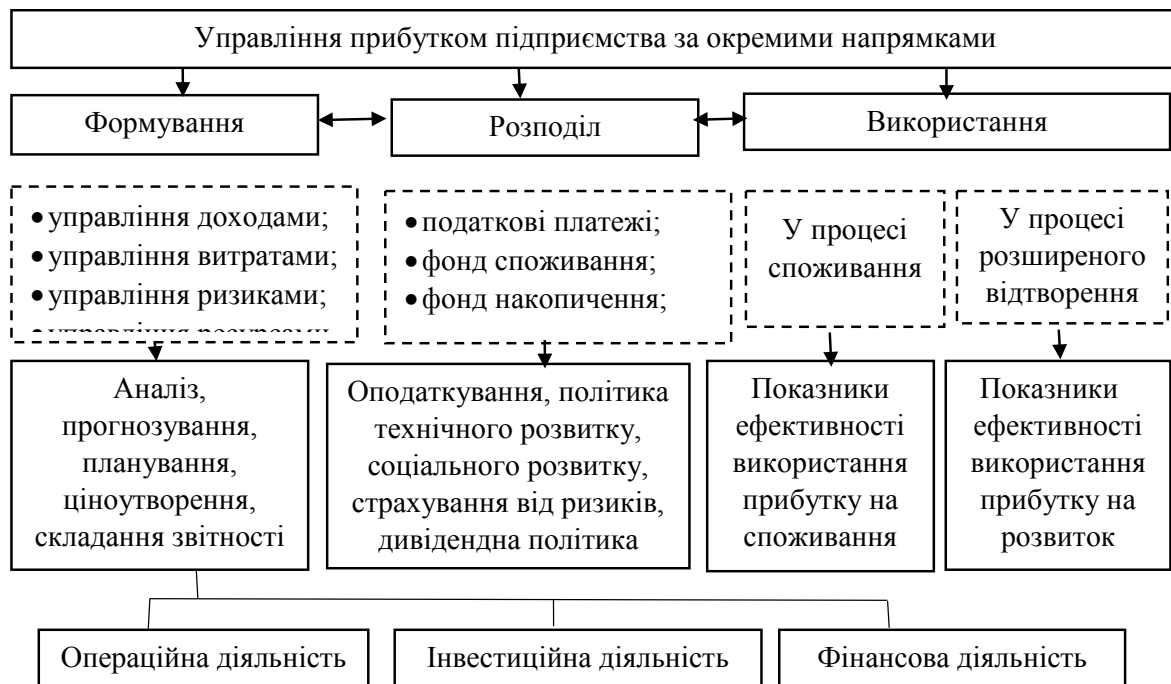 Управління прибутком підприємства за окремими напрямками
Формування
Розподіл
Використання
•управління доходами;
•управління витратами;
•управління ризиками;
•податкові платежі;
•фонд споживання;
•фонд накопичення;
У процесі
споживання
У процесі
розширеного
відтворення
Аналіз,
прогнозування,
планування,
ціноутворення,
складання звітності
Оподаткування, політика
технічного розвитку,
соціального розвитку,
страхування від ризиків,
дивідендна політика
Показники
ефективності
використання
прибутку на
споживання
Показники
ефективності
використання
прибутку на
розвиток
Операційна діяльність
Інвестиційна діяльність
Фінансова діяльність